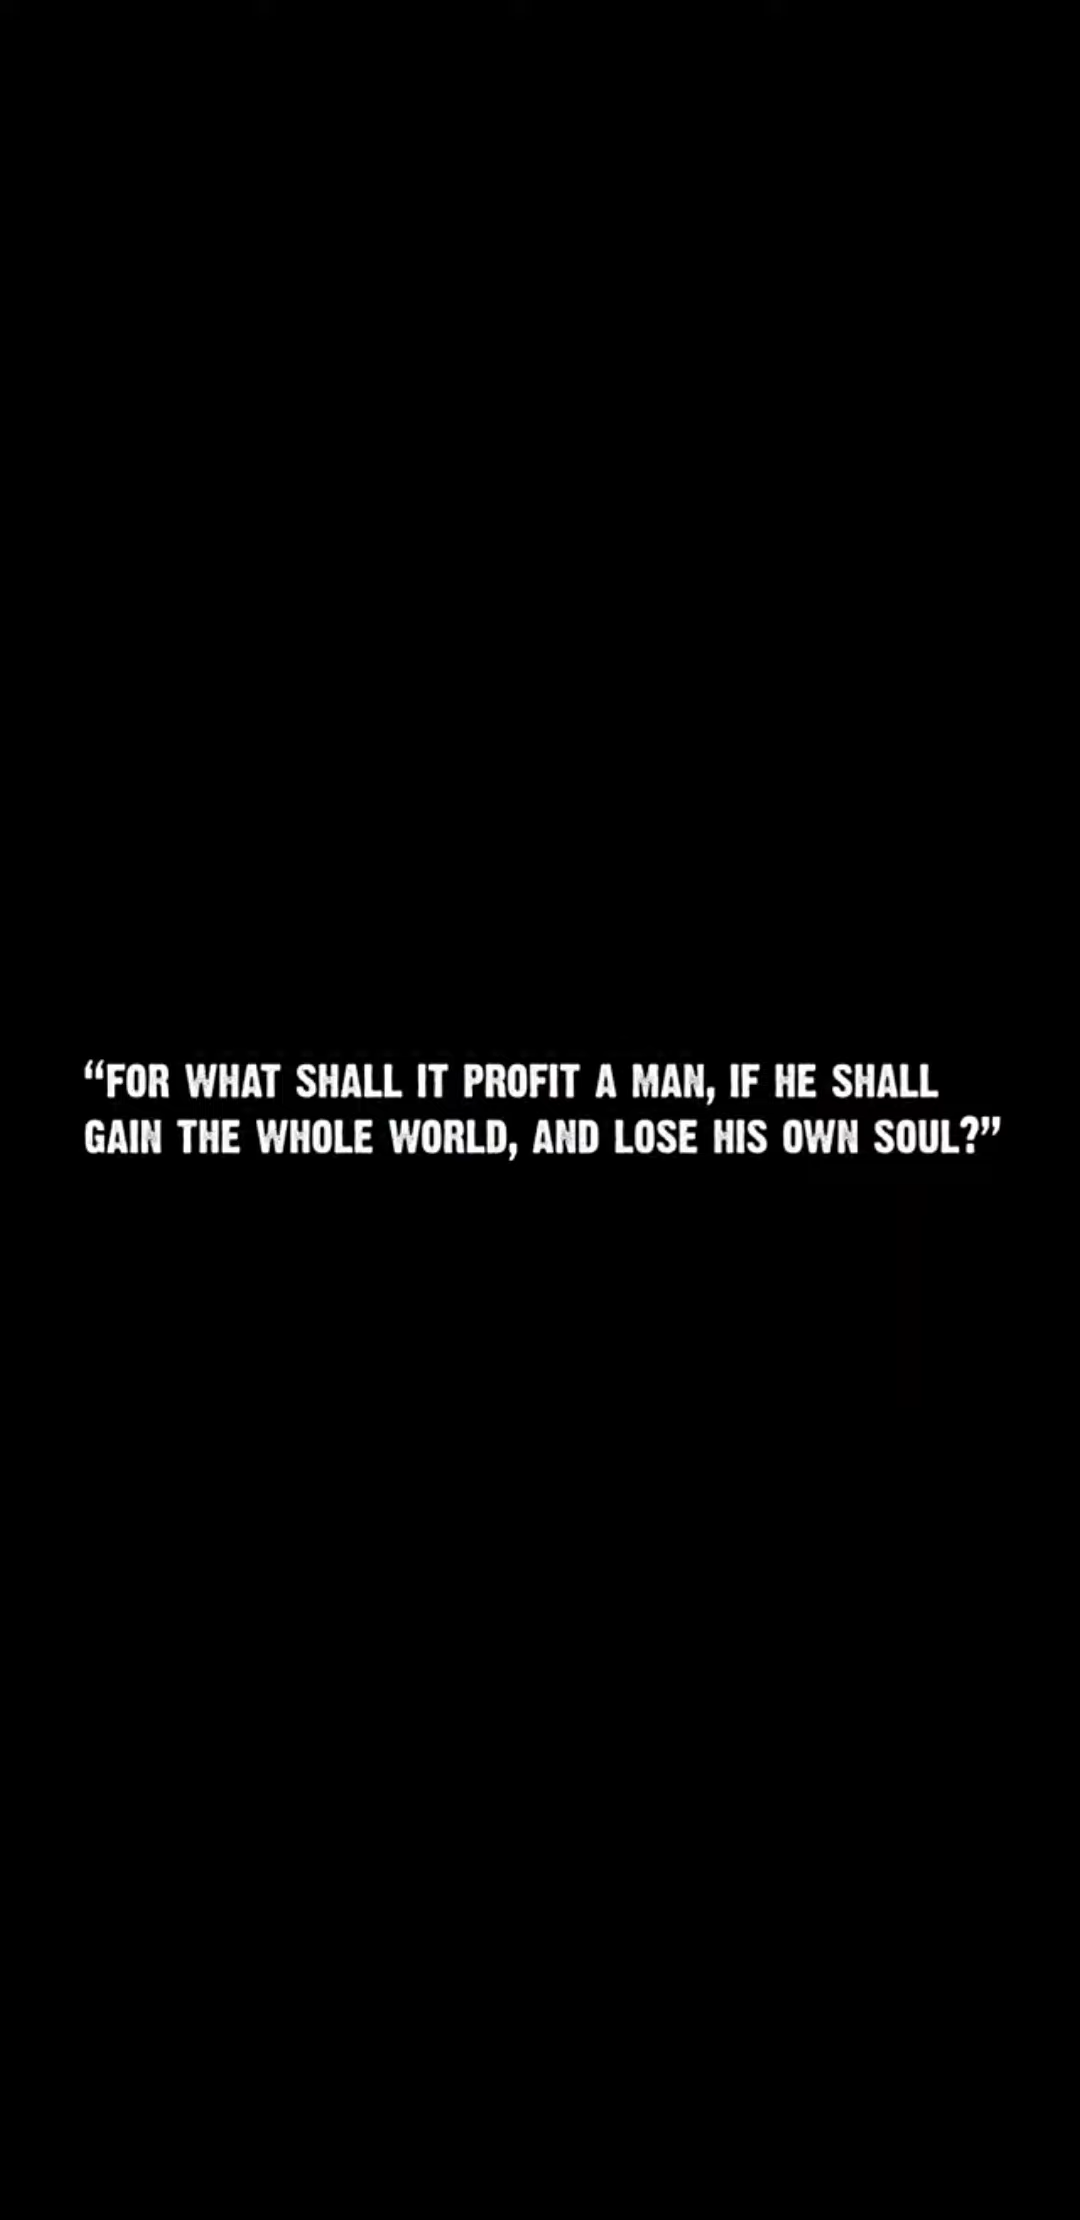 “FOR WHAT SHALL IT PROFIT A MAN, IF HE SHALL
GAIN THE WHOLE WORLD, AND LOSE HIS OWN SOUL?”